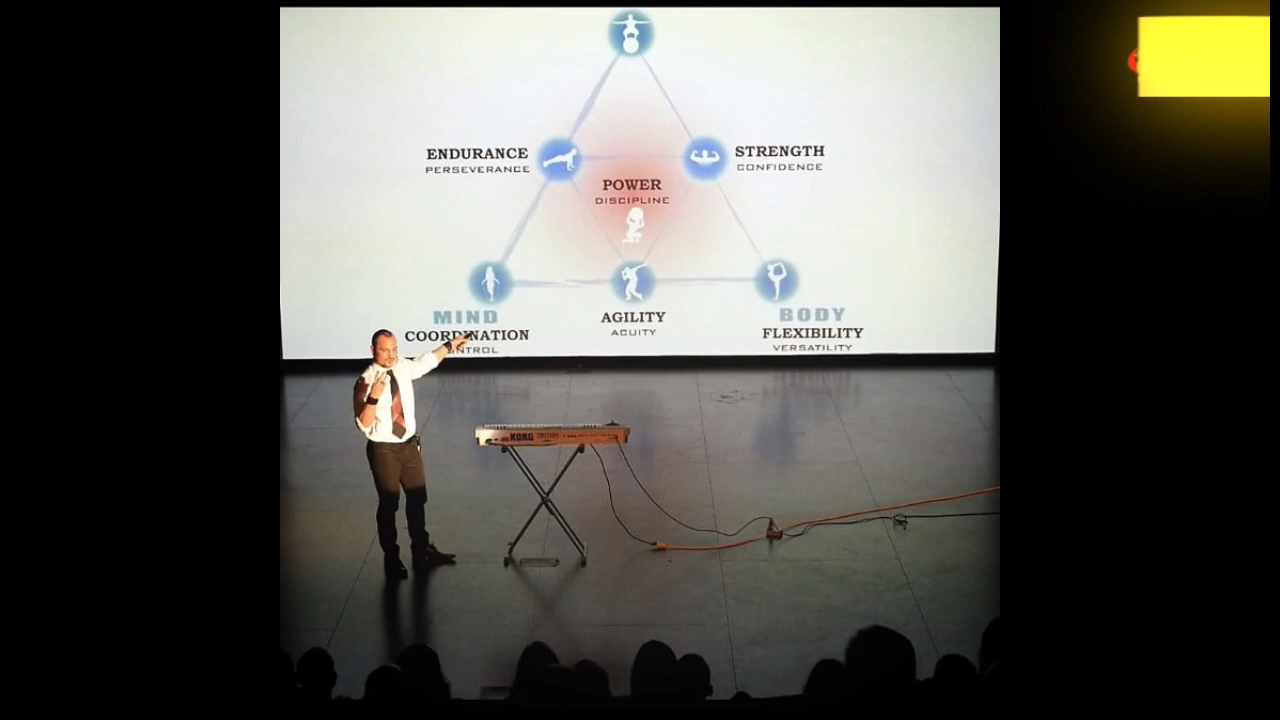 ENDURANCE
PERSEVERANCE
STRENGTH
CONFIDENCE
POWER
DISCIPLINE
MIND
COORDINATION
AGILITY
ACUITY
BODY
FLEXIBILITY
VERSATILITY
KORG